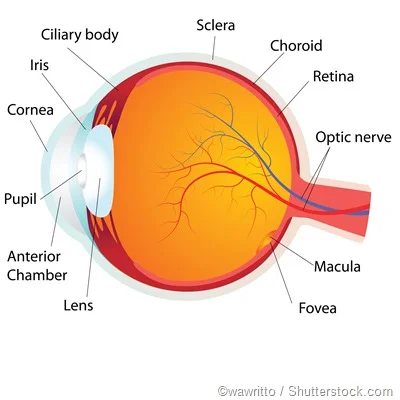 Sclera
Ciliary body
Choroid
Iris
Retina
Cornea
Optic nerve
Pupil
Anterior
Chamber
Macula
Lens
Fovea
©wawritto / Shutterstock.com